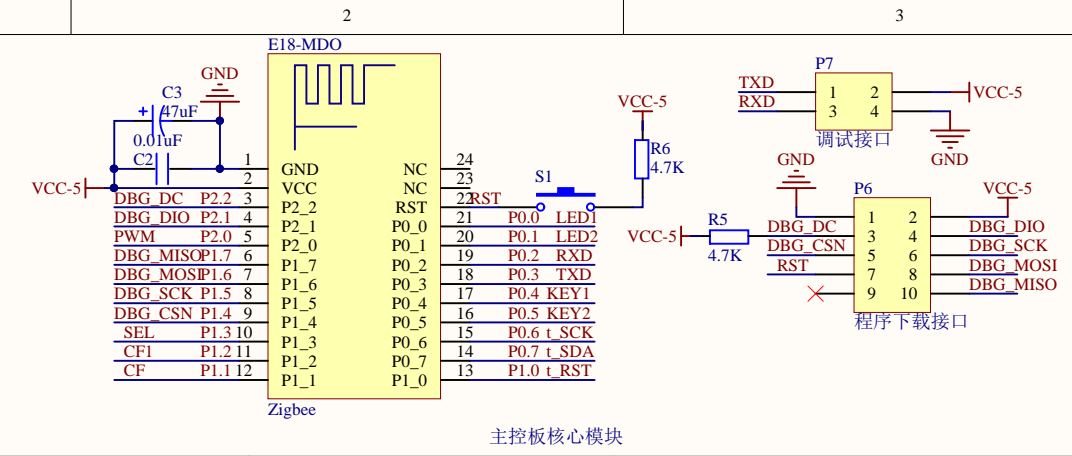 2
3
E18-MDO
GND
C3
+
47uF
0.01uF
C2
VCC-5
1
GND
NC
24
2
VCC
NC
23
DBG_DC P2.2 3
P2_2
RST
22
RST
DBG_DIO P2.1 4
P2_1
P0_0
21
P0.0 LED1
PWM P2.0 5
P2_0
P0_1
20
P0.1 LED2
DBG_MISO P1.7 6
P1_7
P0_2
19
P0.2 RXD
DBG_MOSI P1.6 7
P1_6
P0_3
18
P0.3 TXD
DBG_SCK P1.5 8
P1_5
P0_4
17
P0.4 KEY1
DBG_CSN P1.4 9
P1_4
P0_5
16
P0.5 KEY2
SEL P1.3 10
P1_3
P0_6
15
P0.6 t_SCK
CF1 P1.2 11
P1_2
P0_7
14
P0.7 t_SDA
CF P1.1 12
P1_1
P1_0
13
P1.0 t_RST
Zigbee
S1
VCC-5
R6
4.7K
P7
TXD
1 2
VCC-5
RXD
3 4
调试接口
GND
GND
P6
VCC-5
VCC-5
R5
4.7K
1 2
DBG_DC
3 4
DBG_DIO
DBG_CSN
5 6
DBG_SCK
RST
7 8
DBG_MOSI
9 10
DBG_MISO
程序下载接口
主控板核心模块